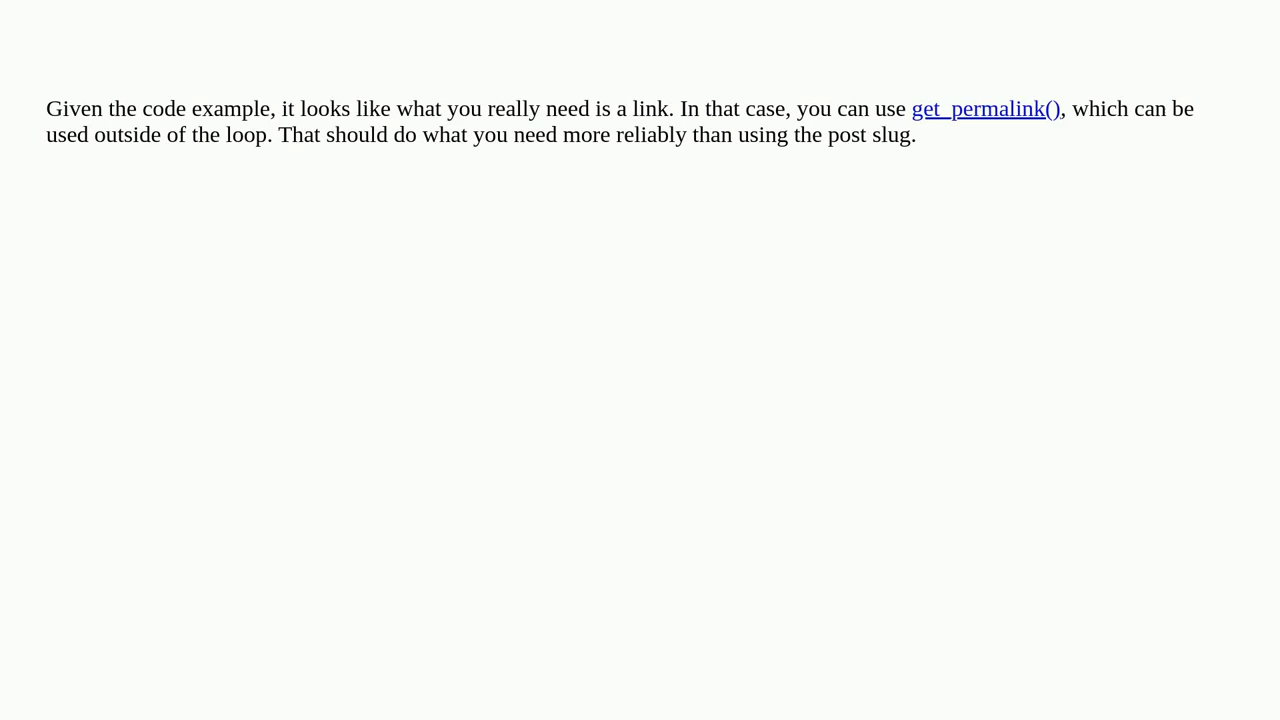 Given the code example, it looks like what you really need is a link. In that case, you can use get_permalink(), which can be
used outside of the loop. That should do what you need more reliably than using the post slug.